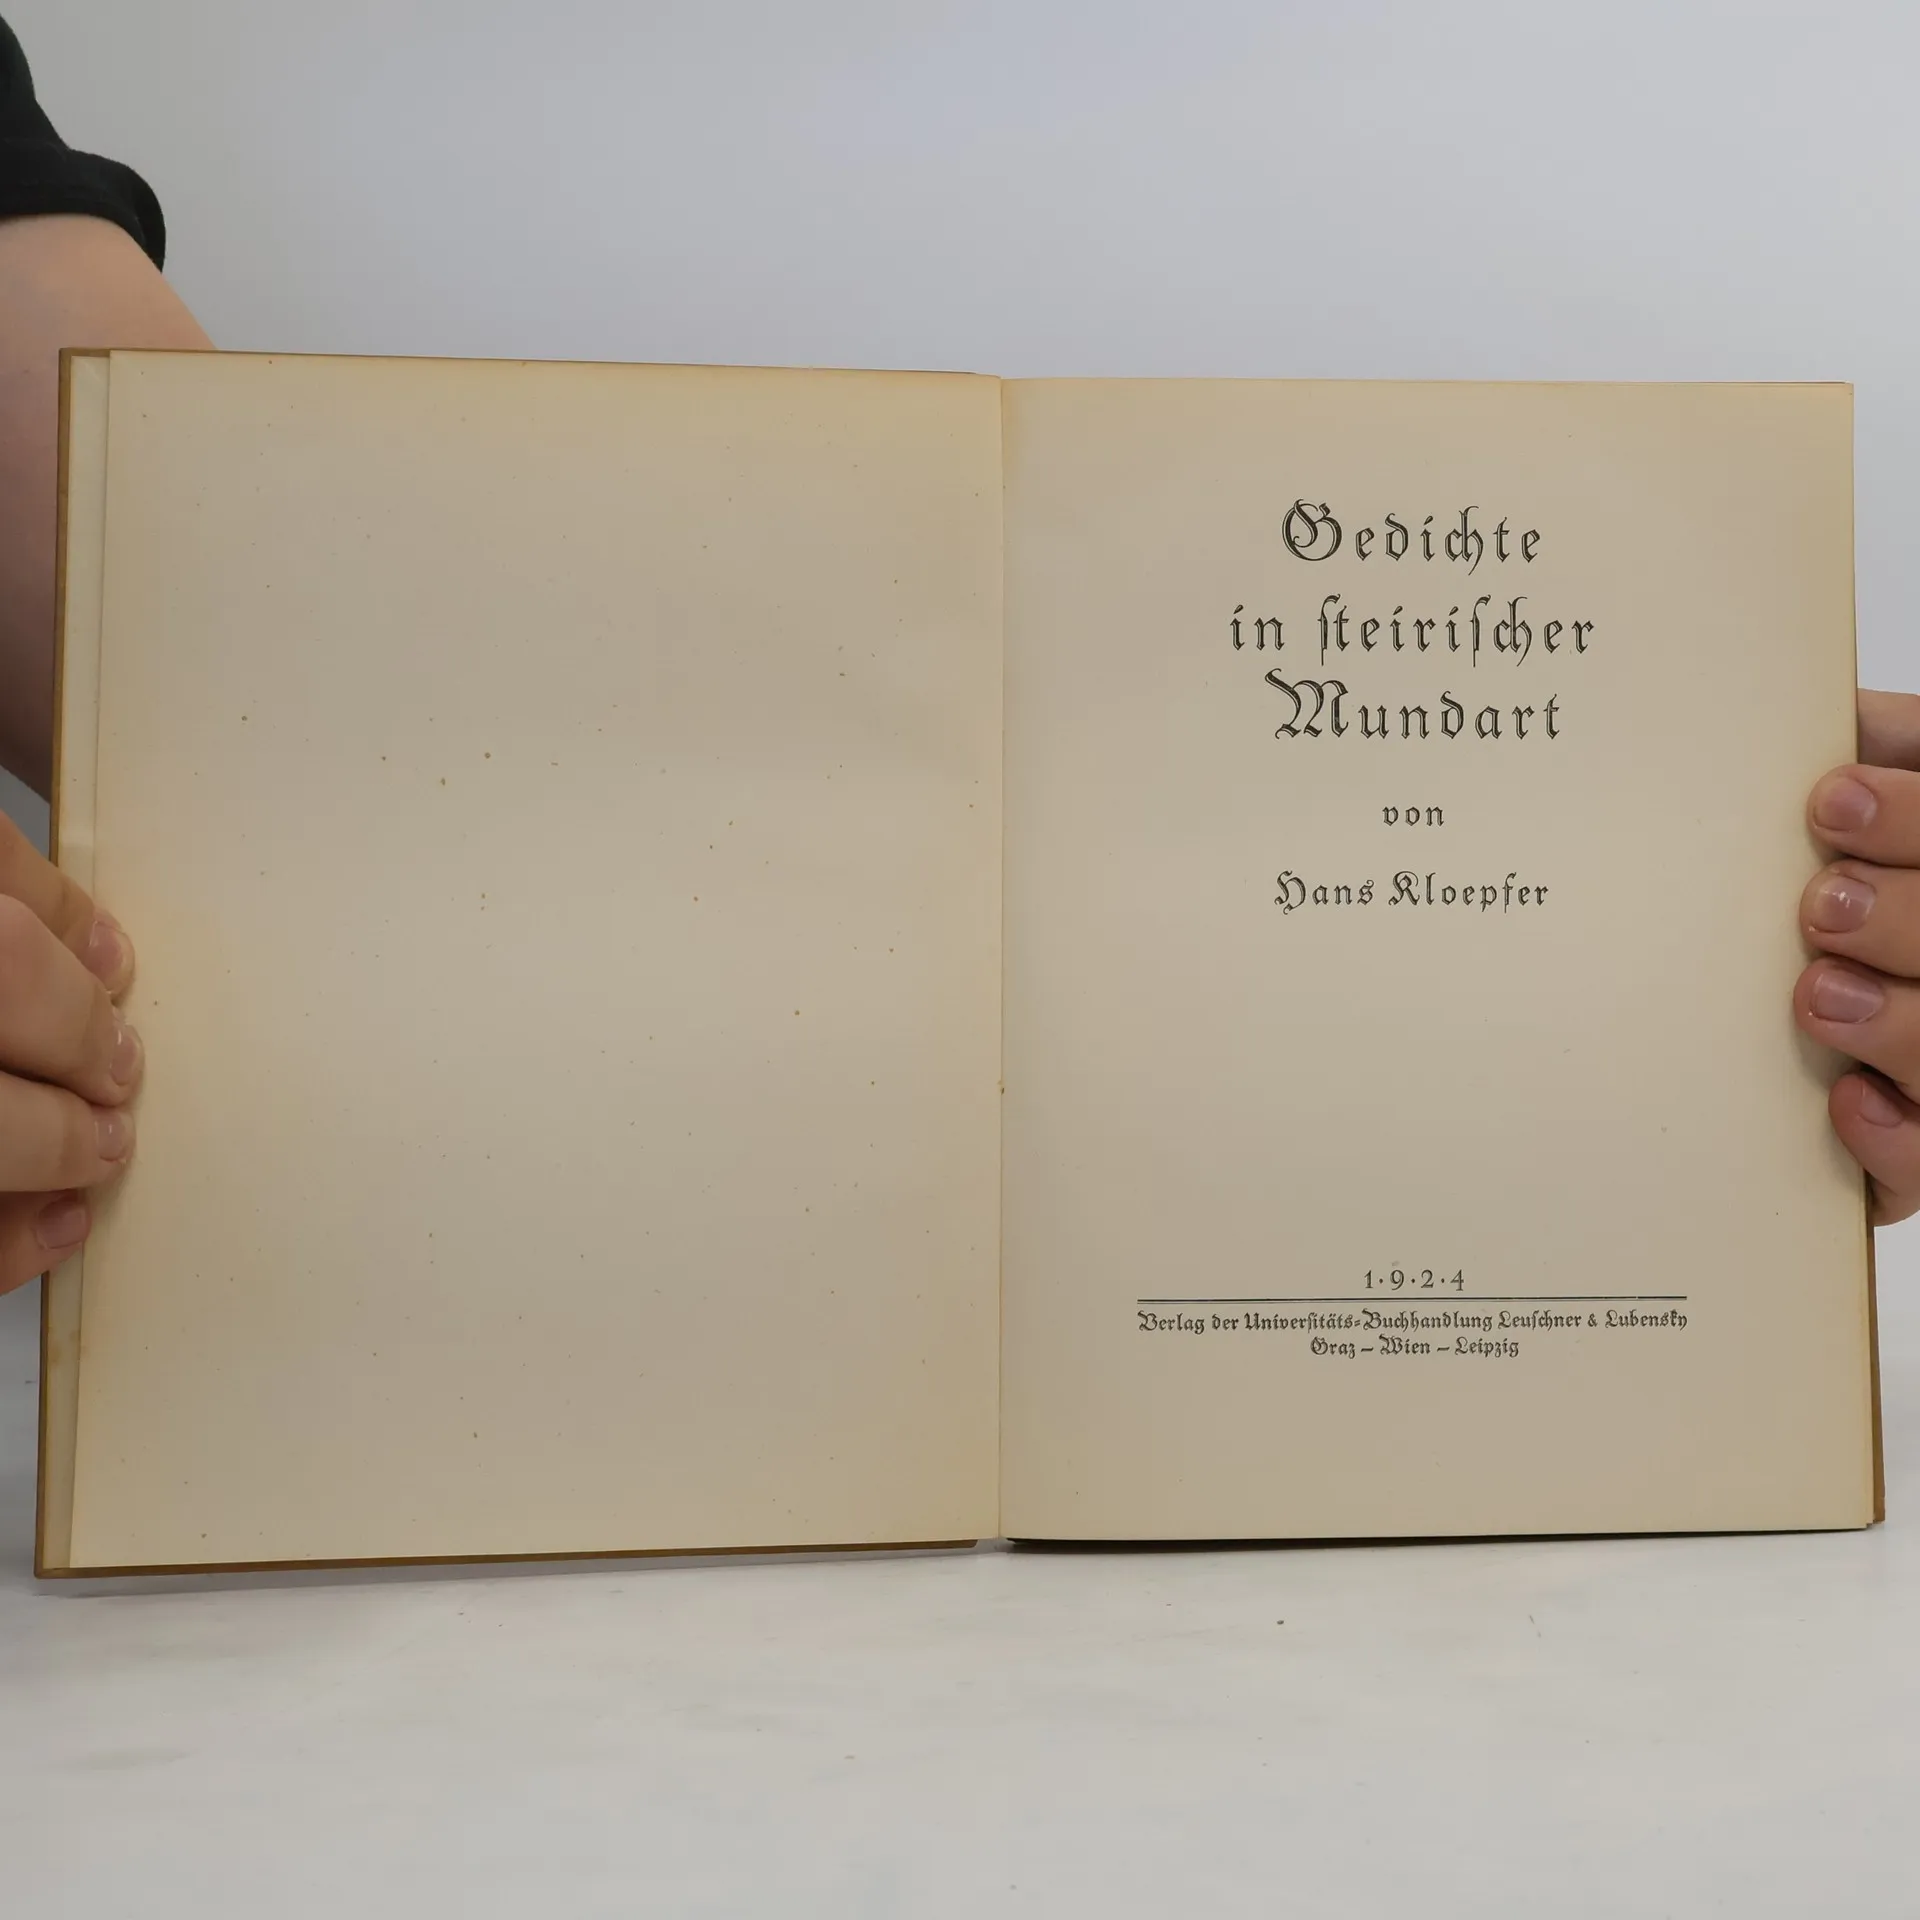 Gedichte
in steirischer
Mundart
von
Hans Kloepfer
1·9·2·4
Verlag der Universitäts-Buchhandlung Leuschner & Lubensky
Graz – Wien – Leipzig